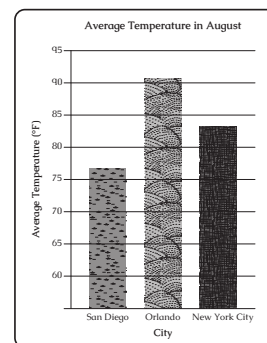 Average Temperature in August
Average Temperature (°F)
95
90
85
80
75
70
65
60
San Diego
Orlando
New York City
City